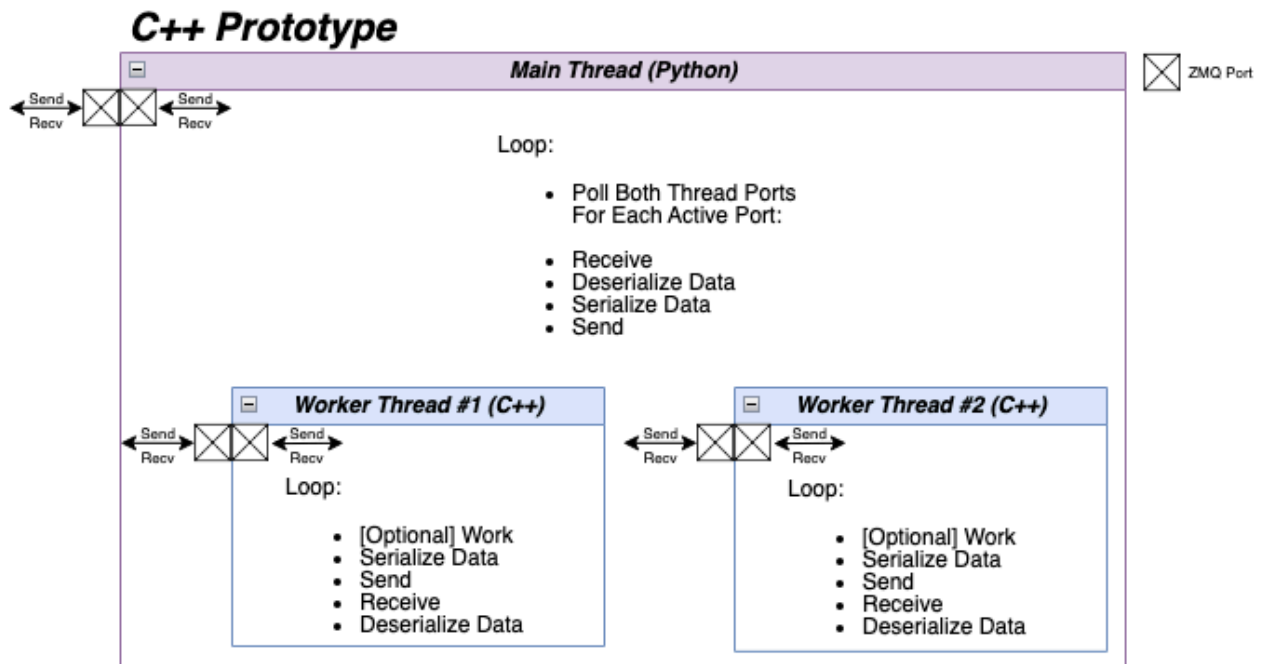 C++ Prototype
Main Thread (Python)
ZMQ Port
Send
Recv
Send
Recv
Loop:
• Poll Both Thread Ports
For Each Active Port:
• Receive
• Deserialize Data
• Serialize Data
• Send
Worker Thread #1 (C++)
Send
Recv
Send
Recv
Loop:
• [Optional] Work
• Serialize Data
• Send
• Receive
• Deserialize Data
Worker Thread #2 (C++)
Send
Recv
Send
Recv
Loop:
• [Optional] Work
• Serialize Data
• Send
• Receive
• Deserialize Data